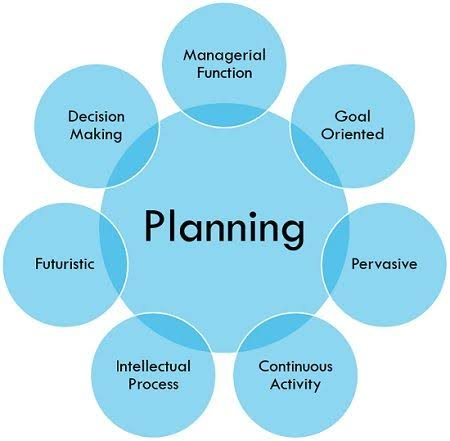 Managerial
Function
Decision
Making
Goal
Oriented
Planning
Futuristic
Pervasive
Intellectual
Process
Continuous
Activity